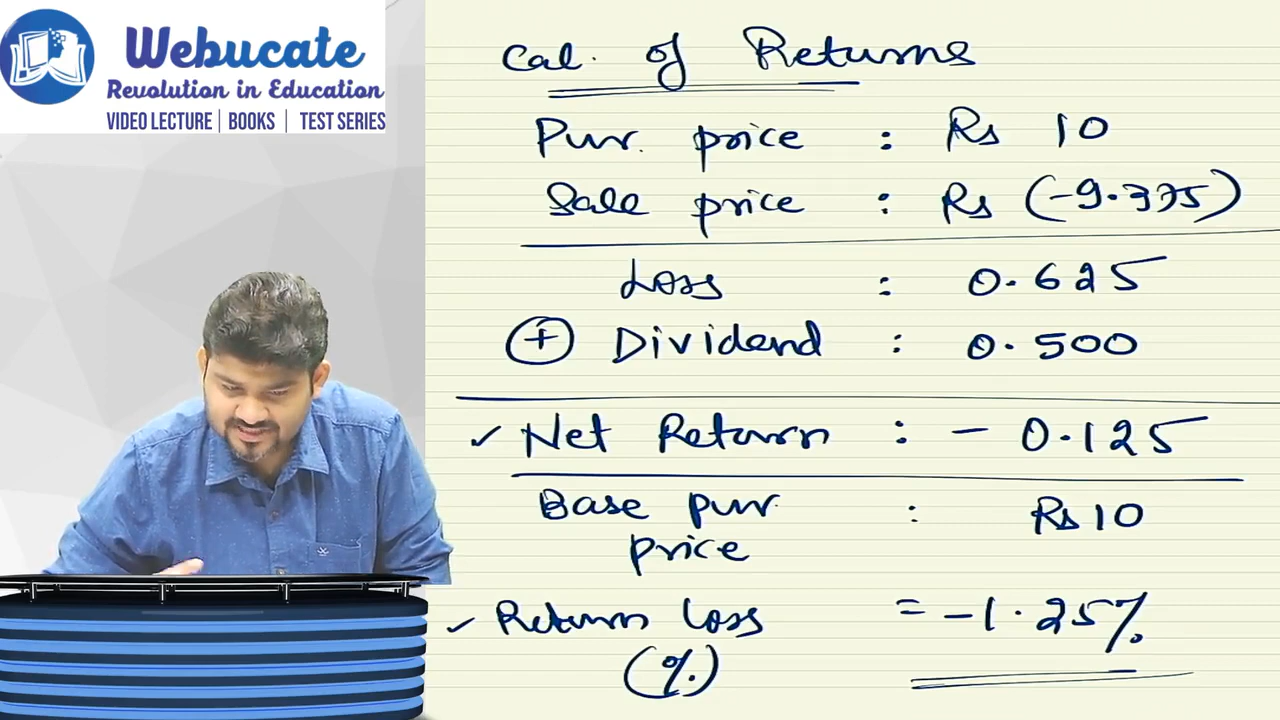 Webucate
Revolution in Education
VIDEO LECTURE | BOOKS | TEST SERIES
Cal. of Returns
Pur. price : Rs 10
Sale price : Rs (-9.375)
Loss : 0.625
(+) Dividend : 0.500
✓ Net Return : - 0.125
Base pur. : Rs 10
price
✓ Return Loss = -1.25%
(%)